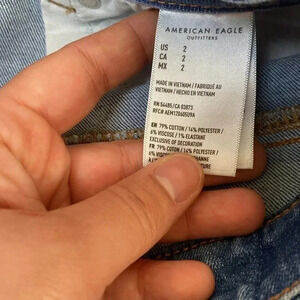 AMERICAN EAGLE
OUTFITTERS
US 2
CA 2
MX 2
MADE IN VIETNAM / FABRIQUÉ AU
VIETNAM / HECHO EN VIETNAM
RN 54485/CA 03873
EN 79% COTTON / 14% POLYESTER /
6% VISCOSE / 1% ELASTANE
EXCLUSIVE OF DECORATION
FR 79% COTON / 14% POLYESTER